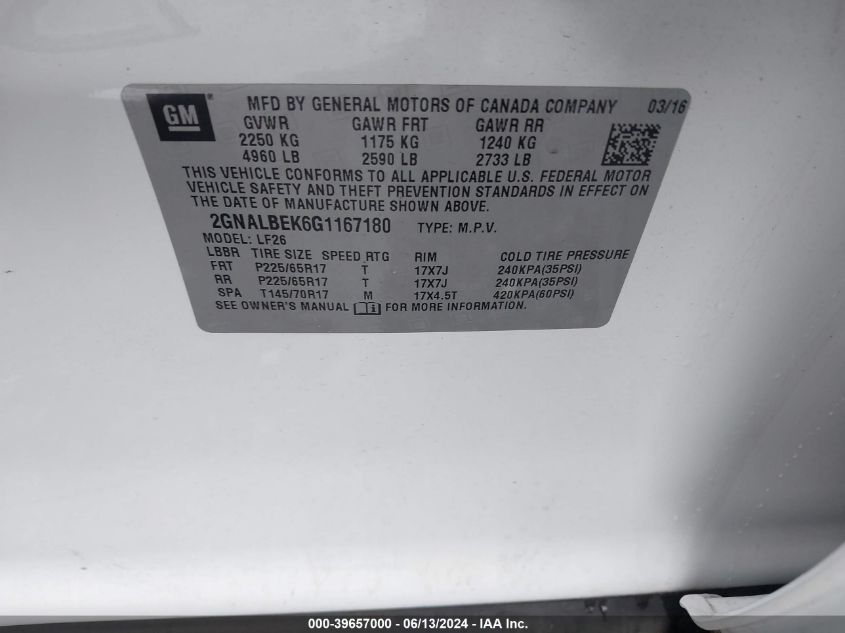 GM
MFD BY GENERAL MOTORS OF CANADA COMPANY 03/16
GVWR GAWR FRT GAWR RR
2250 KG 1175 KG 1240 KG
4960 LB 2590 LB 2733 LB
THIS VEHICLE CONFORMS TO ALL APPLICABLE U.S. FEDERAL MOTOR
VEHICLE SAFETY AND THEFT PREVENTION STANDARDS IN EFFECT ON
THE DATE OF MANUFACTURE SHOWN ABOVE.
2GNALBEK6G1167180 TYPE: M.P.V.
MODEL: LF26
LBBR TIRE SIZE SPEED RTG RIM COLD TIRE PRESSURE
FRT P225/65R17 T 17X7J 240KPA(35PSI)
RR P225/65R17 T 17X7J 240KPA(35PSI)
SPA T145/70R17 M 17X4.5T 420KPA(60PSI)
SEE OWNER'S MANUAL FOR MORE INFORMATION.
000-39657000 - 06/13/2024 - IAA Inc.